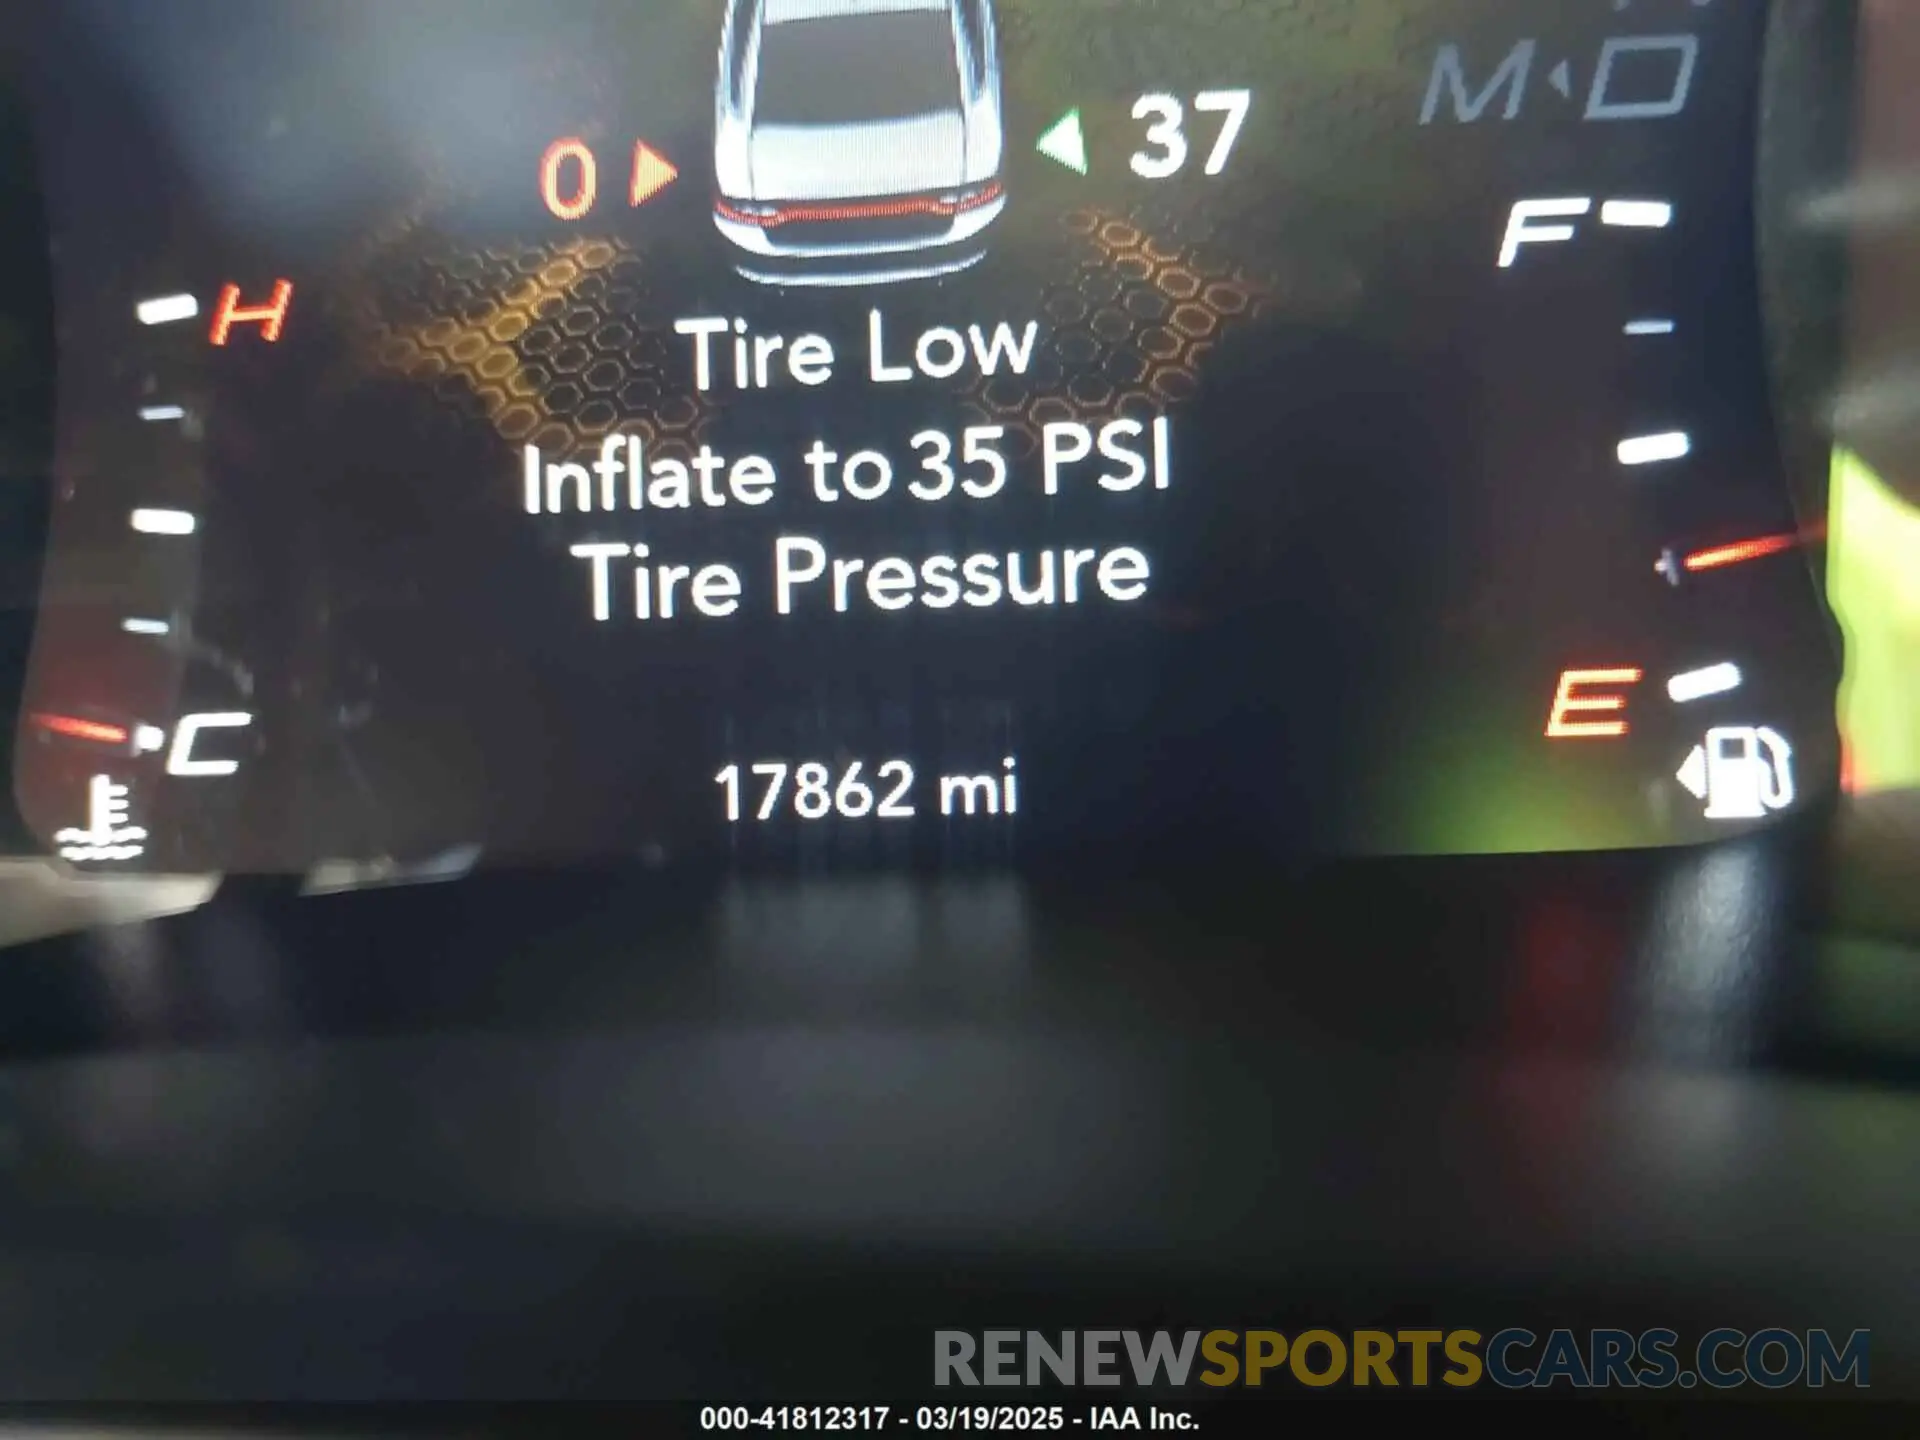 M D
0 37
F
H
Tire Low
Inflate to 35 PSI
Tire Pressure
E
C
17862 mi
RENEWSPORTSCARS.COM
000-41812317 - 03/19/2025 - IAA Inc.